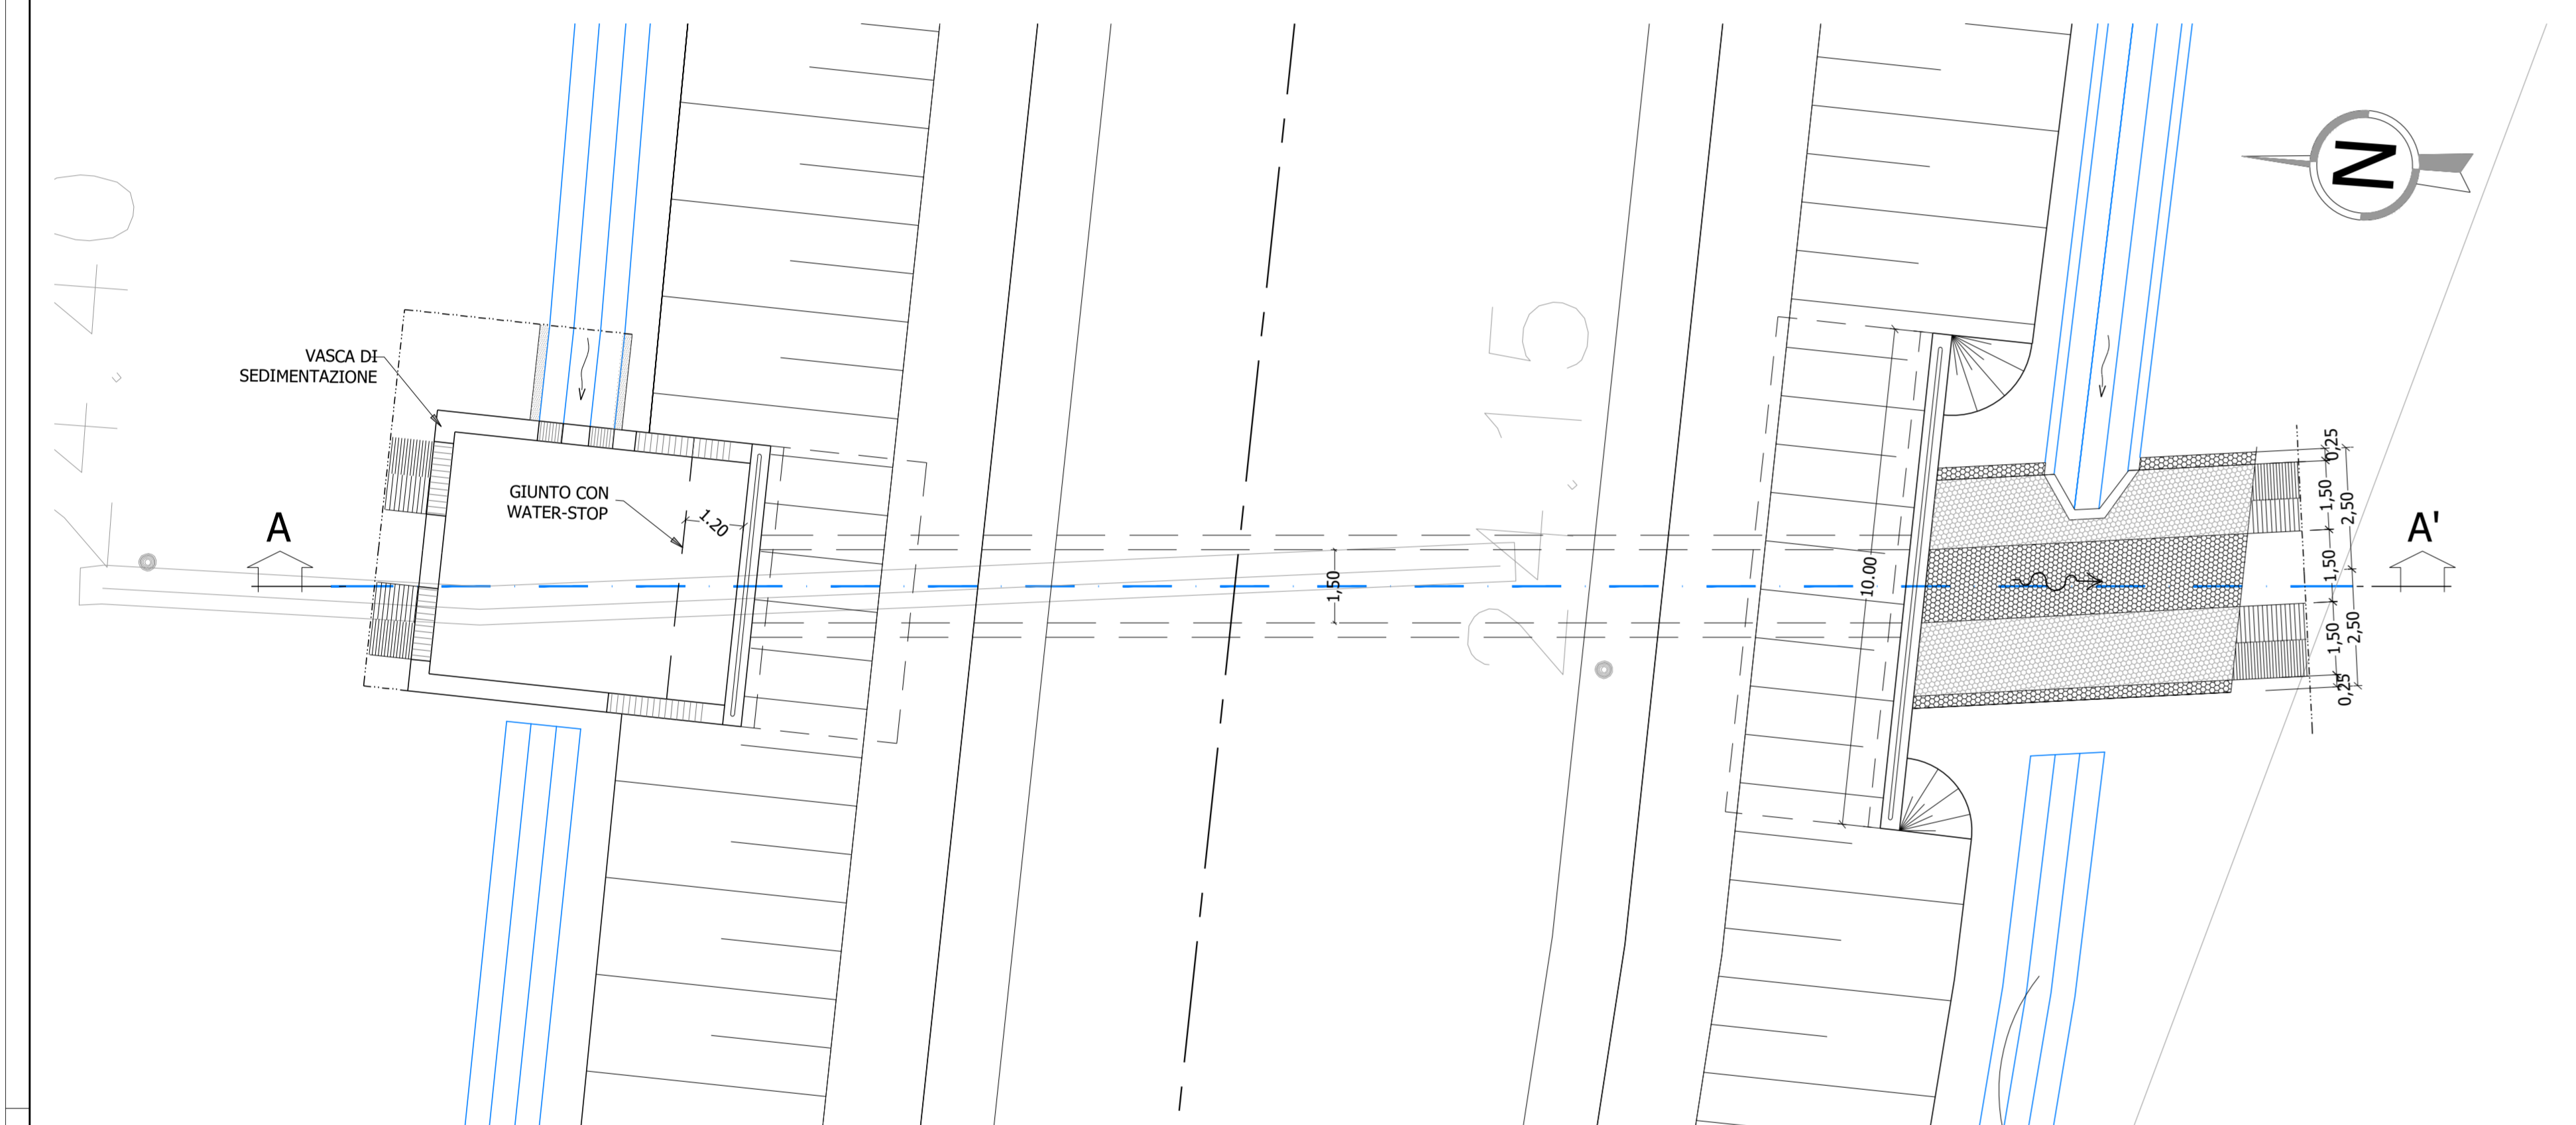 VASCA DI
SEDIMENTAZIONE
GIUNTO CON
WATER-STOP
1.20
A
A'
N
1,50
10.00
0,25
1,50
2,50
1,50
1,50
2,50
0,25
24.40
24.15